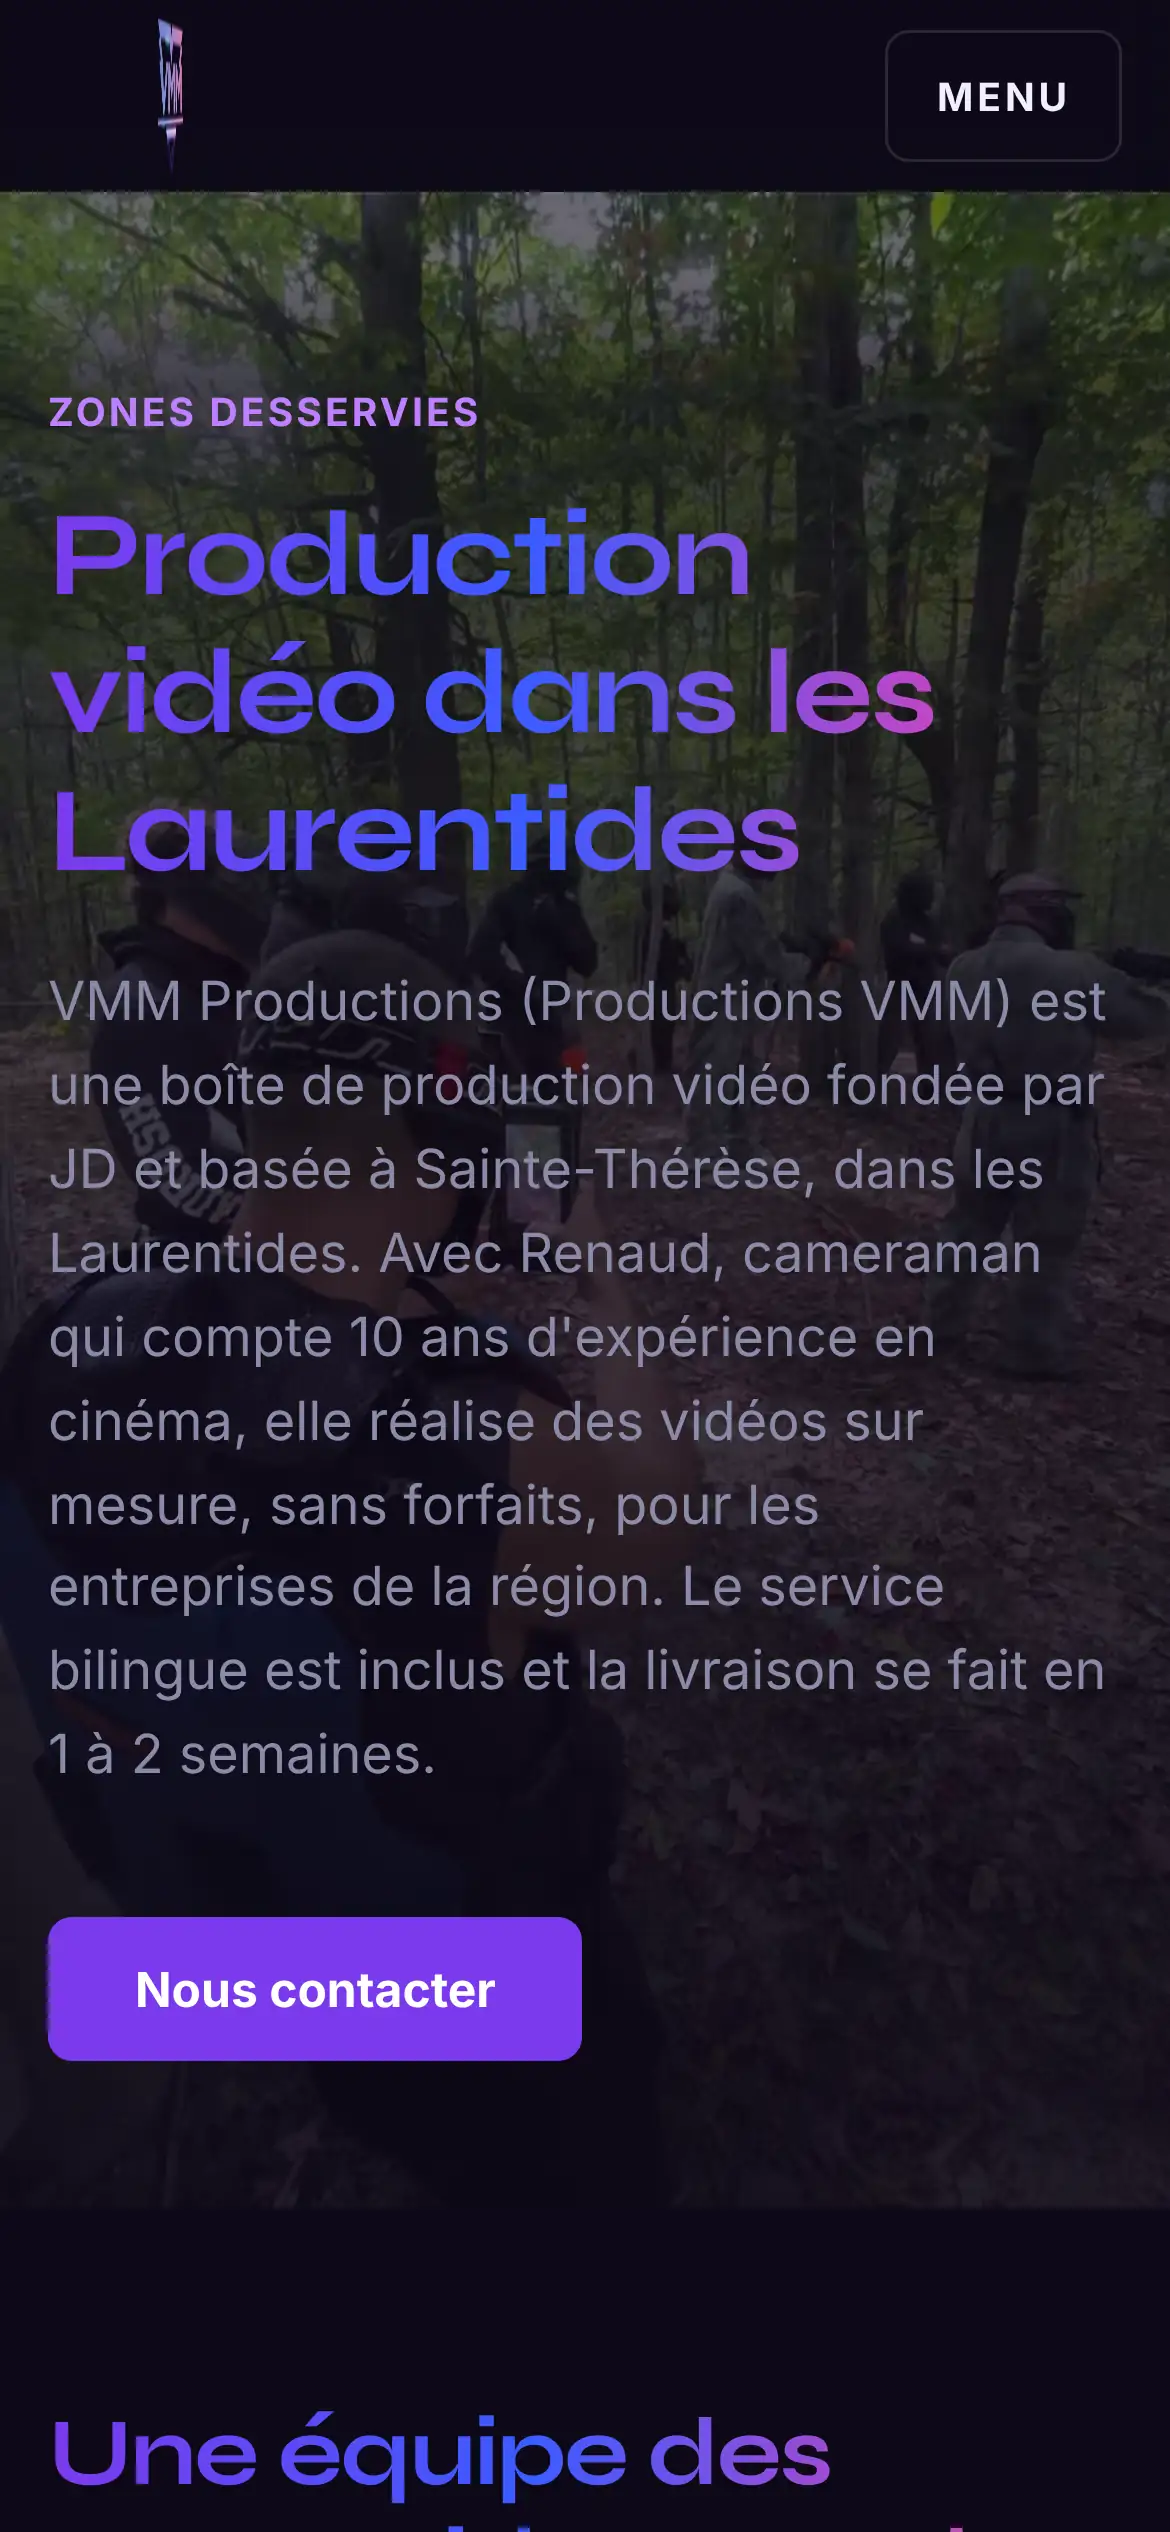 VMM
MENU
ZONES DESSERVIES
Production
vidéo dans les
Laurentides
VMM Productions (Productions VMM) est
une boîte de production vidéo fondée par
JD et basée à Sainte-Thérèse, dans les
Laurentides. Avec Renaud, cameraman
qui compte 10 ans d'expérience en
cinéma, elle réalise des vidéos sur
mesure, sans forfaits, pour les
entreprises de la région. Le service
bilingue est inclus et la livraison se fait en
1 à 2 semaines.
Nous contacter
Une équipe des